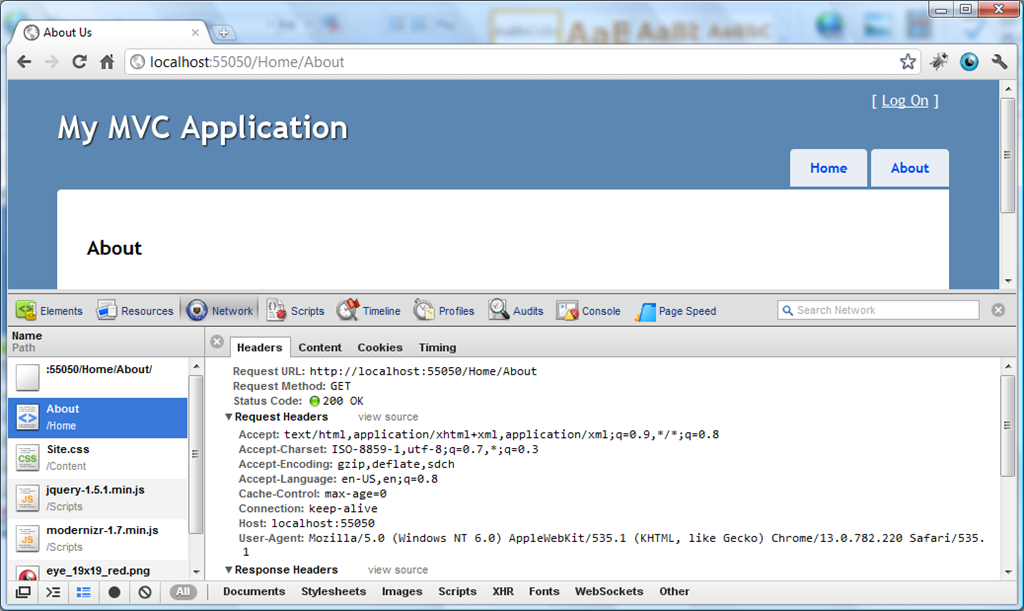 About Us
localhost:55050/Home/About
[ Log On ]
My MVC Application
Home About
About
Elements Resources Network Scripts Timeline Profiles Audits Console Page Speed Search Network
Name
Path
Headers Content Cookies Timing
:55050/Home/About/
About
/Home
Site.css
/Content
jquery-1.5.1.min.js
/Scripts
modernizr-1.7.min.js
/Scripts
eye_19x19_red.png
Request URL: http://localhost:55050/Home/About
Request Method: GET
Status Code: 200 OK
Request Headers view source
Accept: text/html,application/xhtml+xml,application/xml;q=0.9,*/*;q=0.8
Accept-Charset: ISO-8859-1,utf-8;q=0.7,*;q=0.3
Accept-Encoding: gzip,deflate,sdch
Accept-Language: en-US,en;q=0.8
Cache-Control: max-age=0
Connection: keep-alive
Host: localhost:55050
User-Agent: Mozilla/5.0 (Windows NT 6.0) AppleWebKit/535.1 (KHTML, like Gecko) Chrome/13.0.782.220 Safari/535.
1
Response Headers view source
All Documents Stylesheets Images Scripts XHR Fonts WebSockets Other